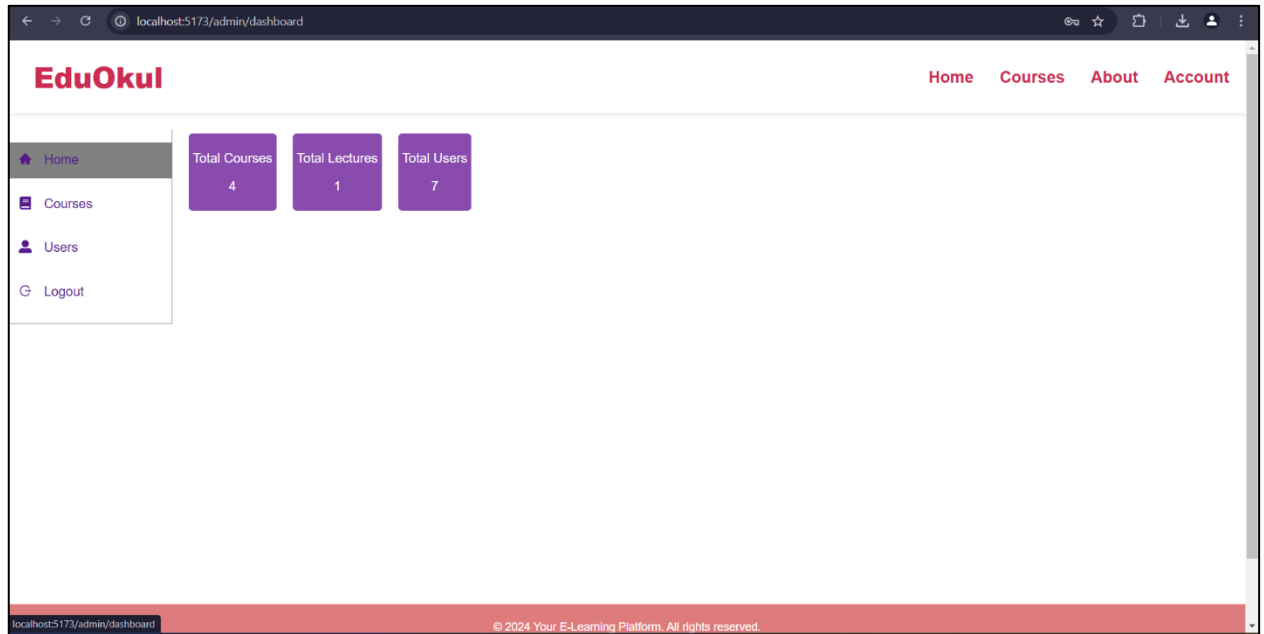 localhost:5173/admin/dashboard
EduOkul
Home Courses About Account
Home
Courses
Users
Logout
Total Courses
4
Total Lectures
1
Total Users
7
localhost:5173/admin/dashboard
© 2024 Your E-Learning Platform. All rights reserved.